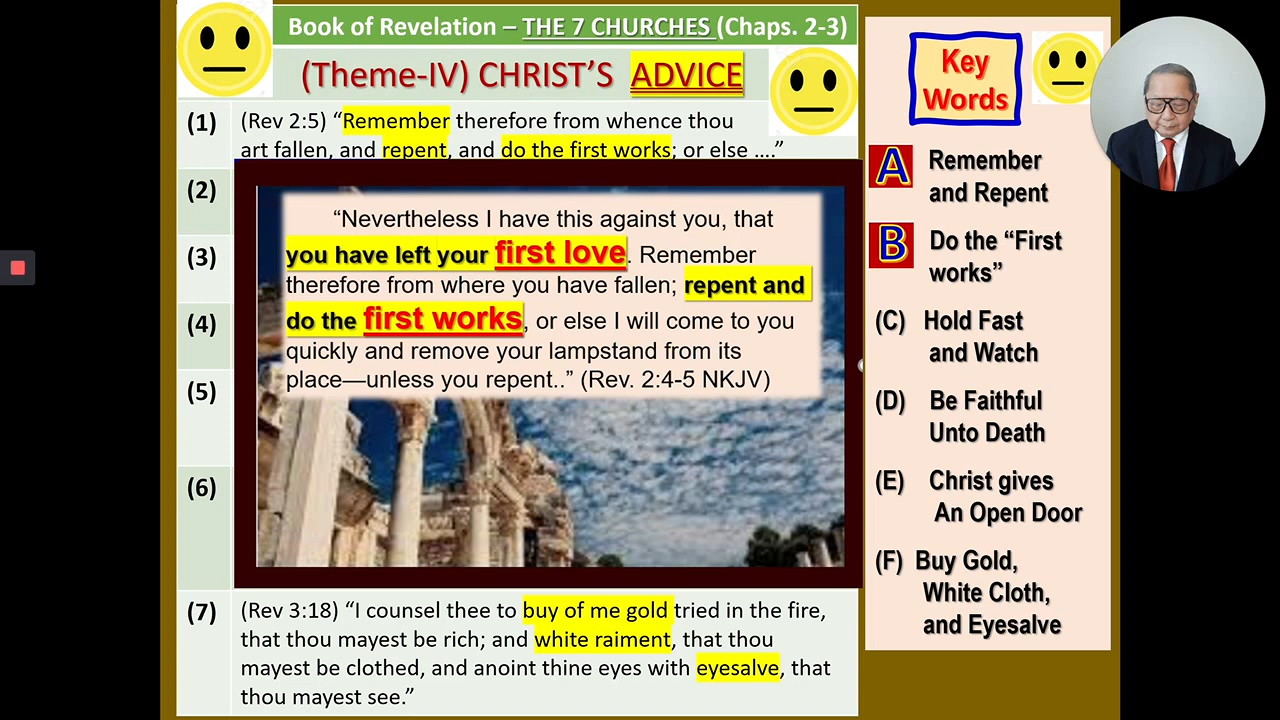 Book of Revelation – THE 7 CHURCHES (Chaps. 2-3)
(Theme-IV) CHRIST’S ADVICE
(1) (Rev 2:5) “Remember therefore from whence thou
art fallen, and repent, and do the first works; or else ….”
(2)
(3)
(4)
(5)
(6)
“Nevertheless I have this against you, that
you have left your first love. Remember
therefore from where you have fallen; repent and
do the first works, or else I will come to you
quickly and remove your lampstand from its
place—unless you repent..” (Rev. 2:4-5 NKJV)
(7) (Rev 3:18) “I counsel thee to buy of me gold tried in the fire,
that thou mayest be rich; and white raiment, that thou
mayest be clothed, and anoint thine eyes with eyesalve, that
thou mayest see.”
Key
Words
A Remember
and Repent
B Do the “First
works”
(C) Hold Fast
and Watch
(D) Be Faithful
Unto Death
(E) Christ gives
An Open Door
(F) Buy Gold,
White Cloth,
and Eyesalve